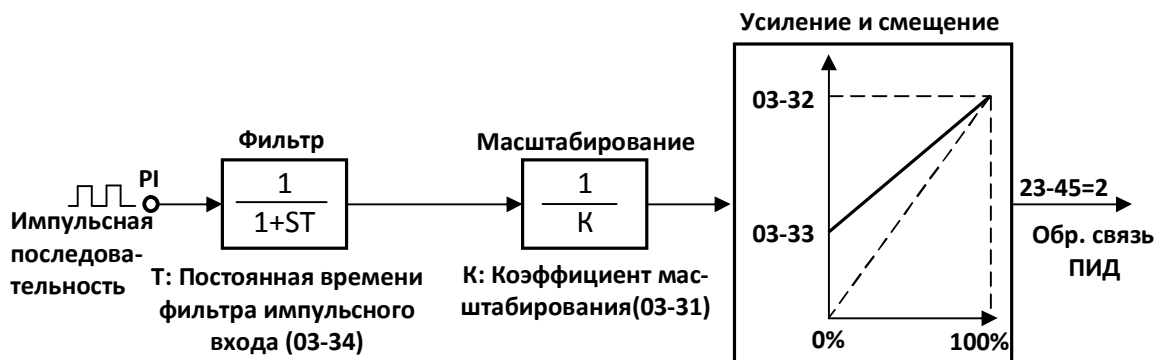 Усиление и смещение
03-32
03-33
0%
100%
Фильтр
1
1+ST
Масштабирование
1
K
PI
Импульсная
последова-
тельность
T: Постоянная времени
фильтра импульсного
входа (03-34)
К: Коэффициент мас-
штабирования(03-31)
23-45=2
Обр. связь
ПИД